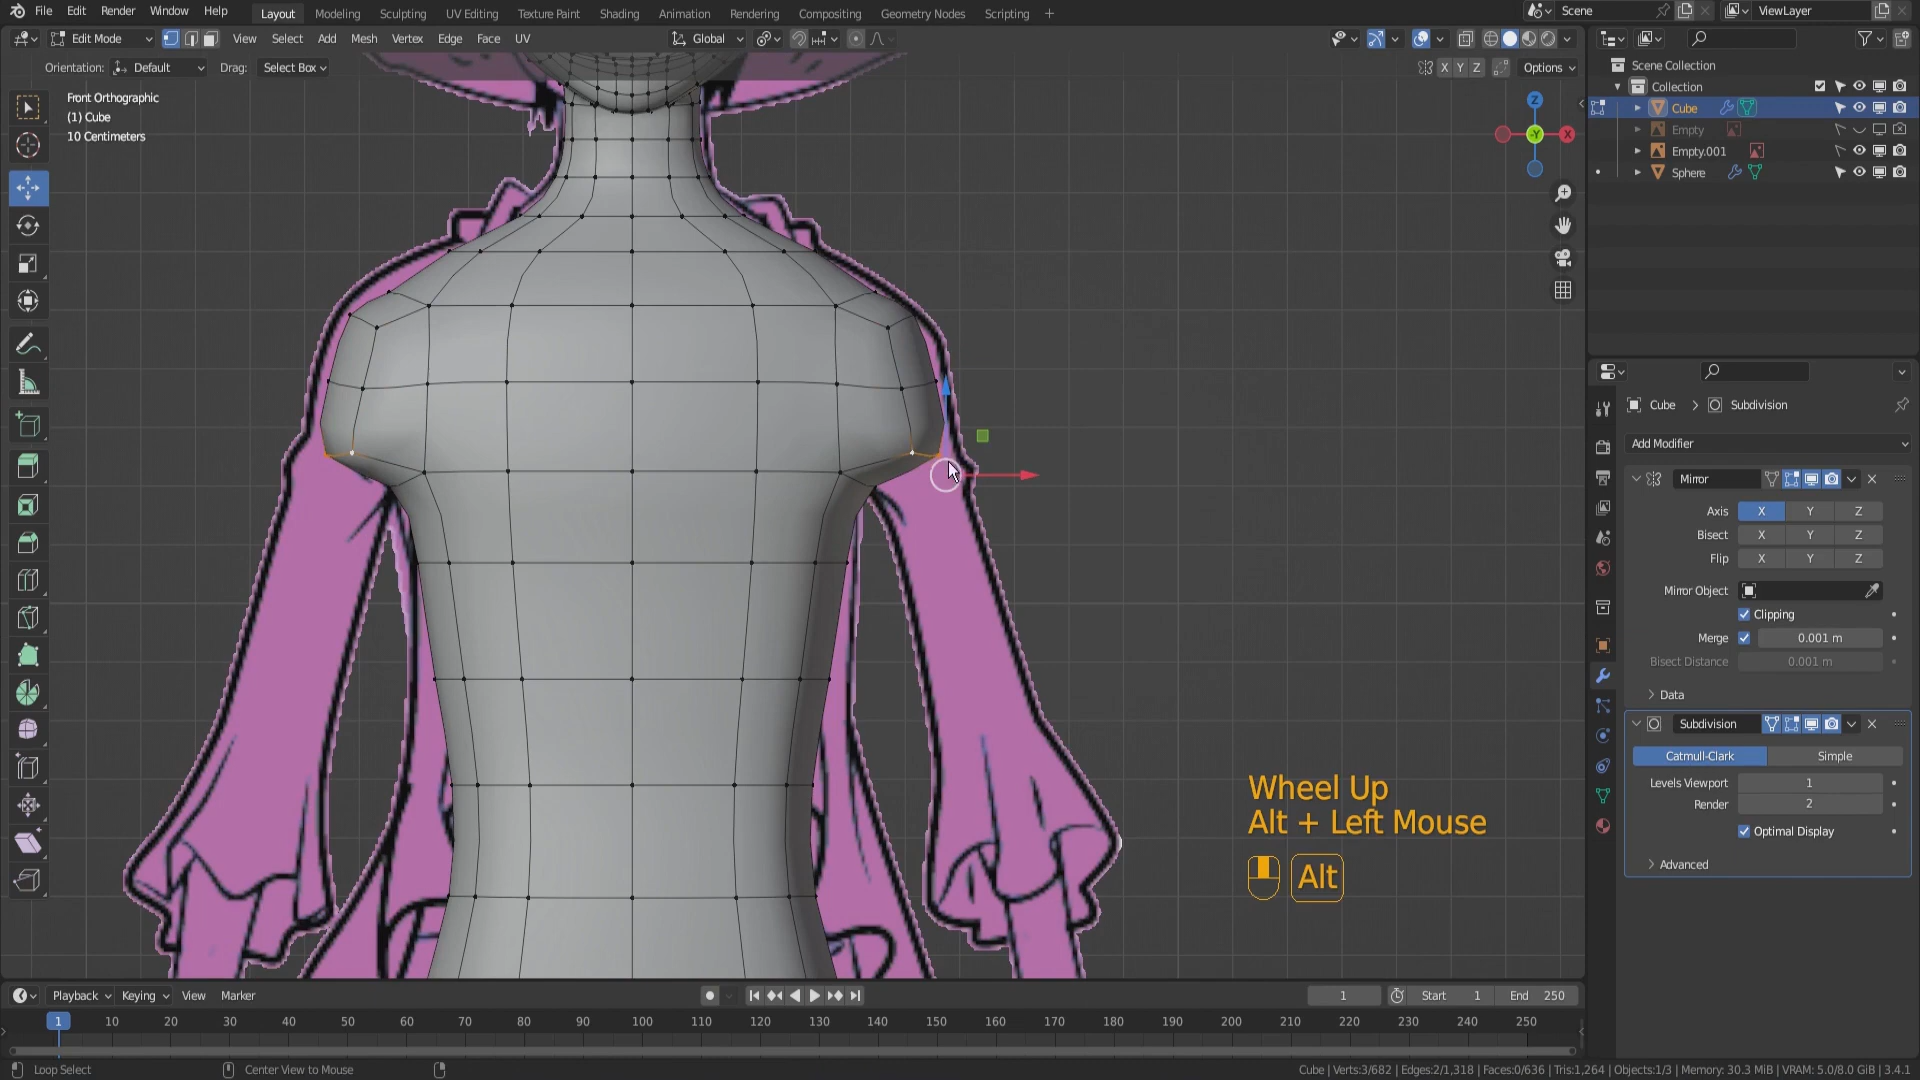 File Edit Render Window Help
Layout Modeling Sculpting UV Editing Texture Paint Shading Animation Rendering Compositing Geometry Nodes Scripting +
Scene ViewLayer
Edit Mode View Select Add Mesh Vertex Edge Face UV Global
Orientation: Default Drag: Select Box
X Y Z Options
Front Orthographic
(1) Cube
10 Centimeters
Z
-Y X
Wheel Up
Alt + Left Mouse
Alt
Scene Collection
Collection
Cube
Empty
Empty.001
Sphere
Cube > Subdivision
Add Modifier
Mirror
Axis X Y Z
Bisect X Y Z
Flip X Y Z
Mirror Object
Clipping
Merge 0.001 m
Bisect Distance 0.001 m
Data
Subdivision
Catmull-Clark Simple
Levels Viewport 1
Render 2
Optimal Display
Advanced
Playback Keying View Marker
1 Start 1 End 250
1 10 20 30 40 50 60 70 80 90 100 110 120 130 140 150 160 170 180 190 200 210 220 230 240 250
Loop Select Center View to Mouse
Cube | Verts:3/682 | Edges:2/1,318 | Faces:0/636 | Tris:1,264 | Objects:1/3 | Memory: 30.3 MiB | VRAM: 5.0/8.0 GiB | 3.4.1